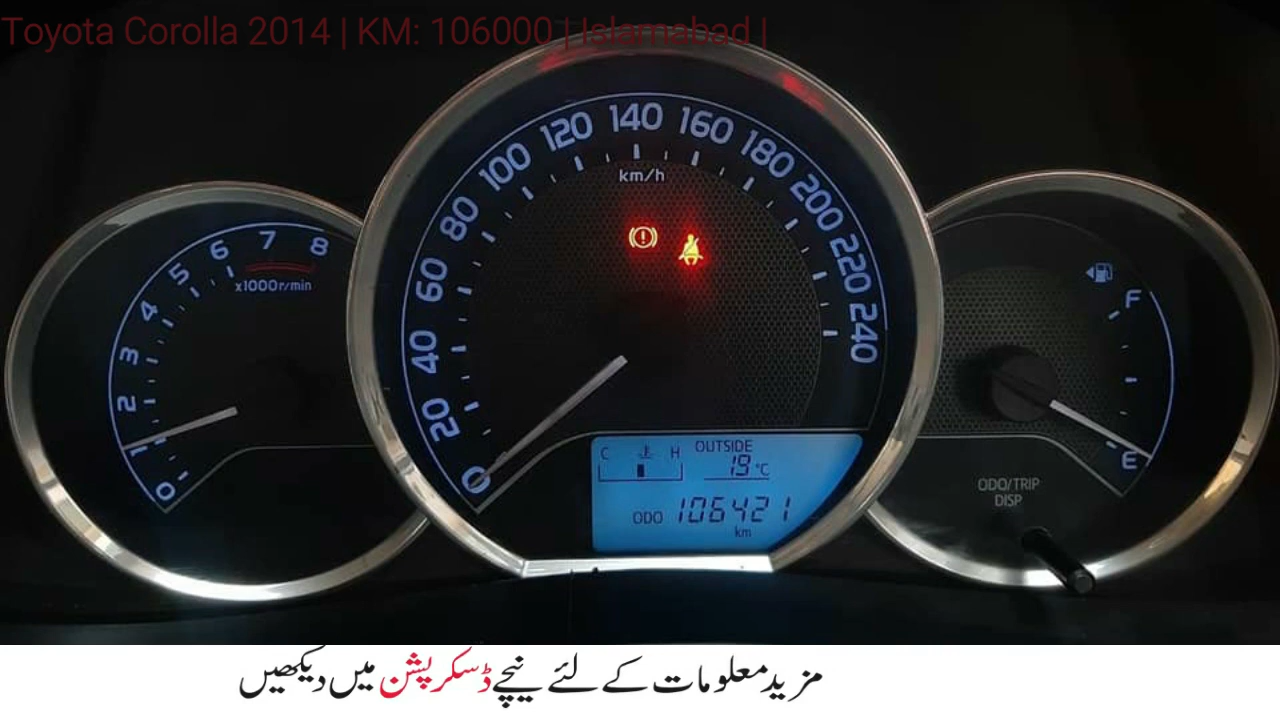 Toyota Corolla 2014 | KM: 106000 | Islamabad |
0 1 2 3 4 5 6 7 8
x1000r/min
0 20 40 60 80 100 120 140 160 180 200 220 240
km/h
C H
OUTSIDE
19 °C
ODO 106421
km
F
E
ODO/TRIP
DISP
مزید معلومات کے لئے نیچے ڈسکرپشن میں دیکھیں